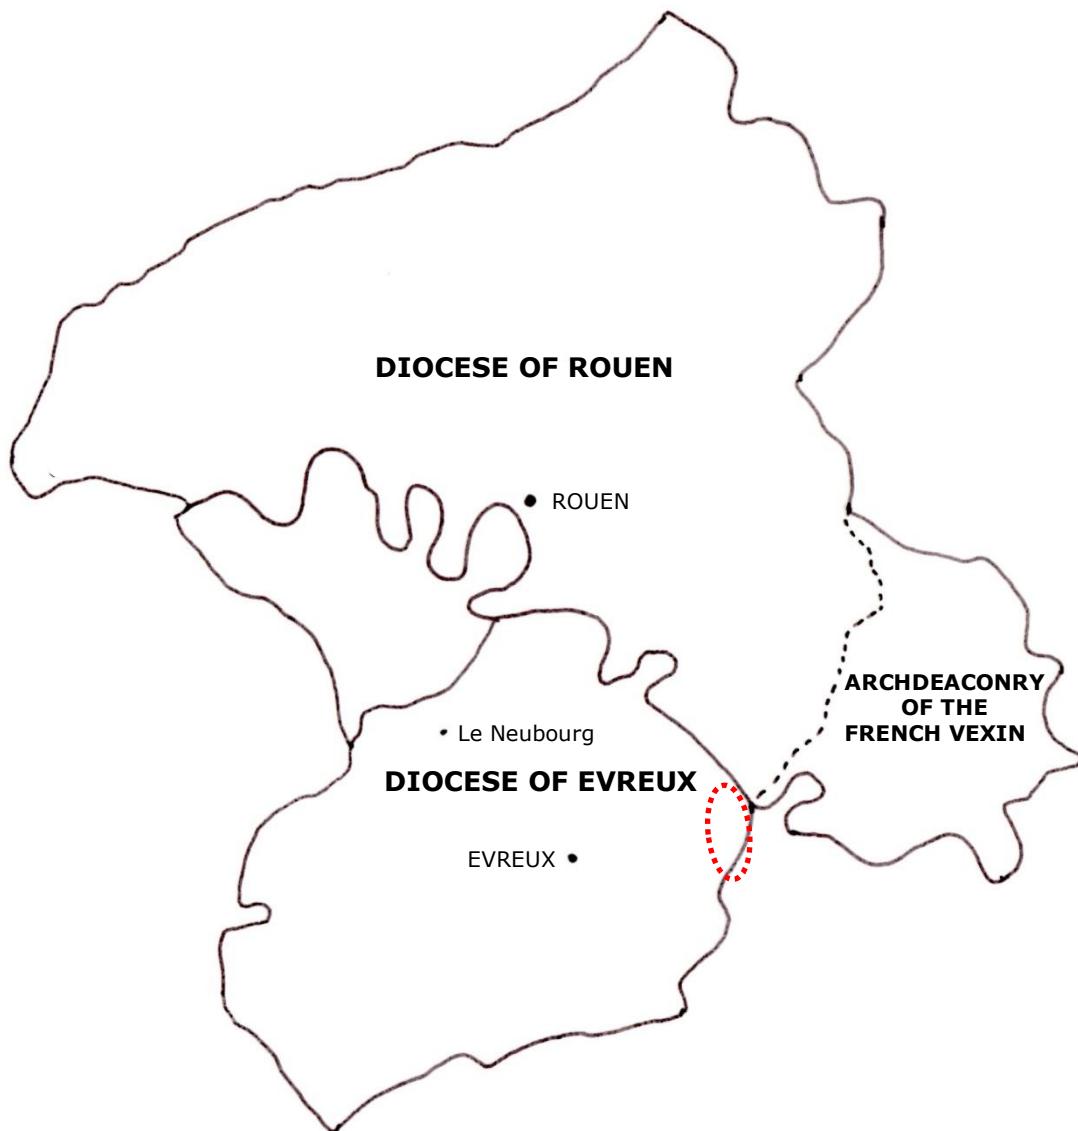 DIOCESE OF ROUEN
ROUEN
ARCHDEACONRY
OF THE
FRENCH VEXIN
Le Neubourg
DIOCESE OF EVREUX
EVREUX